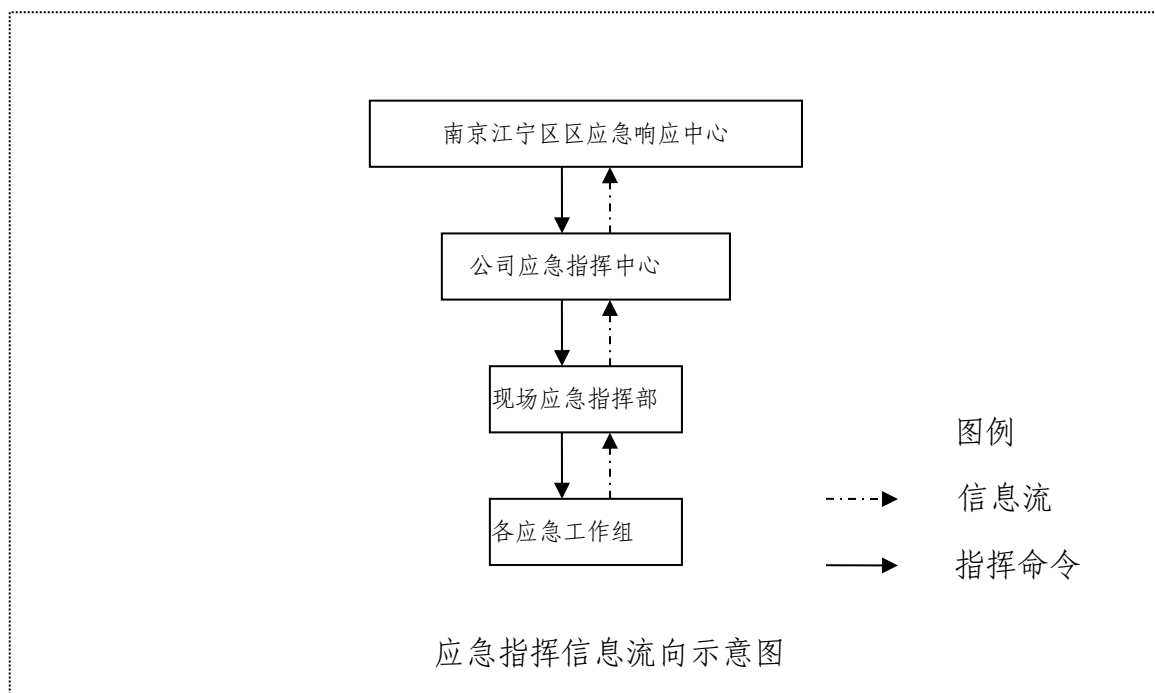 南京江宁区区应急响应中心
公司应急指挥中心
现场应急指挥部
各应急工作组
图例
信息流
指挥命令
应急指挥信息流向示意图